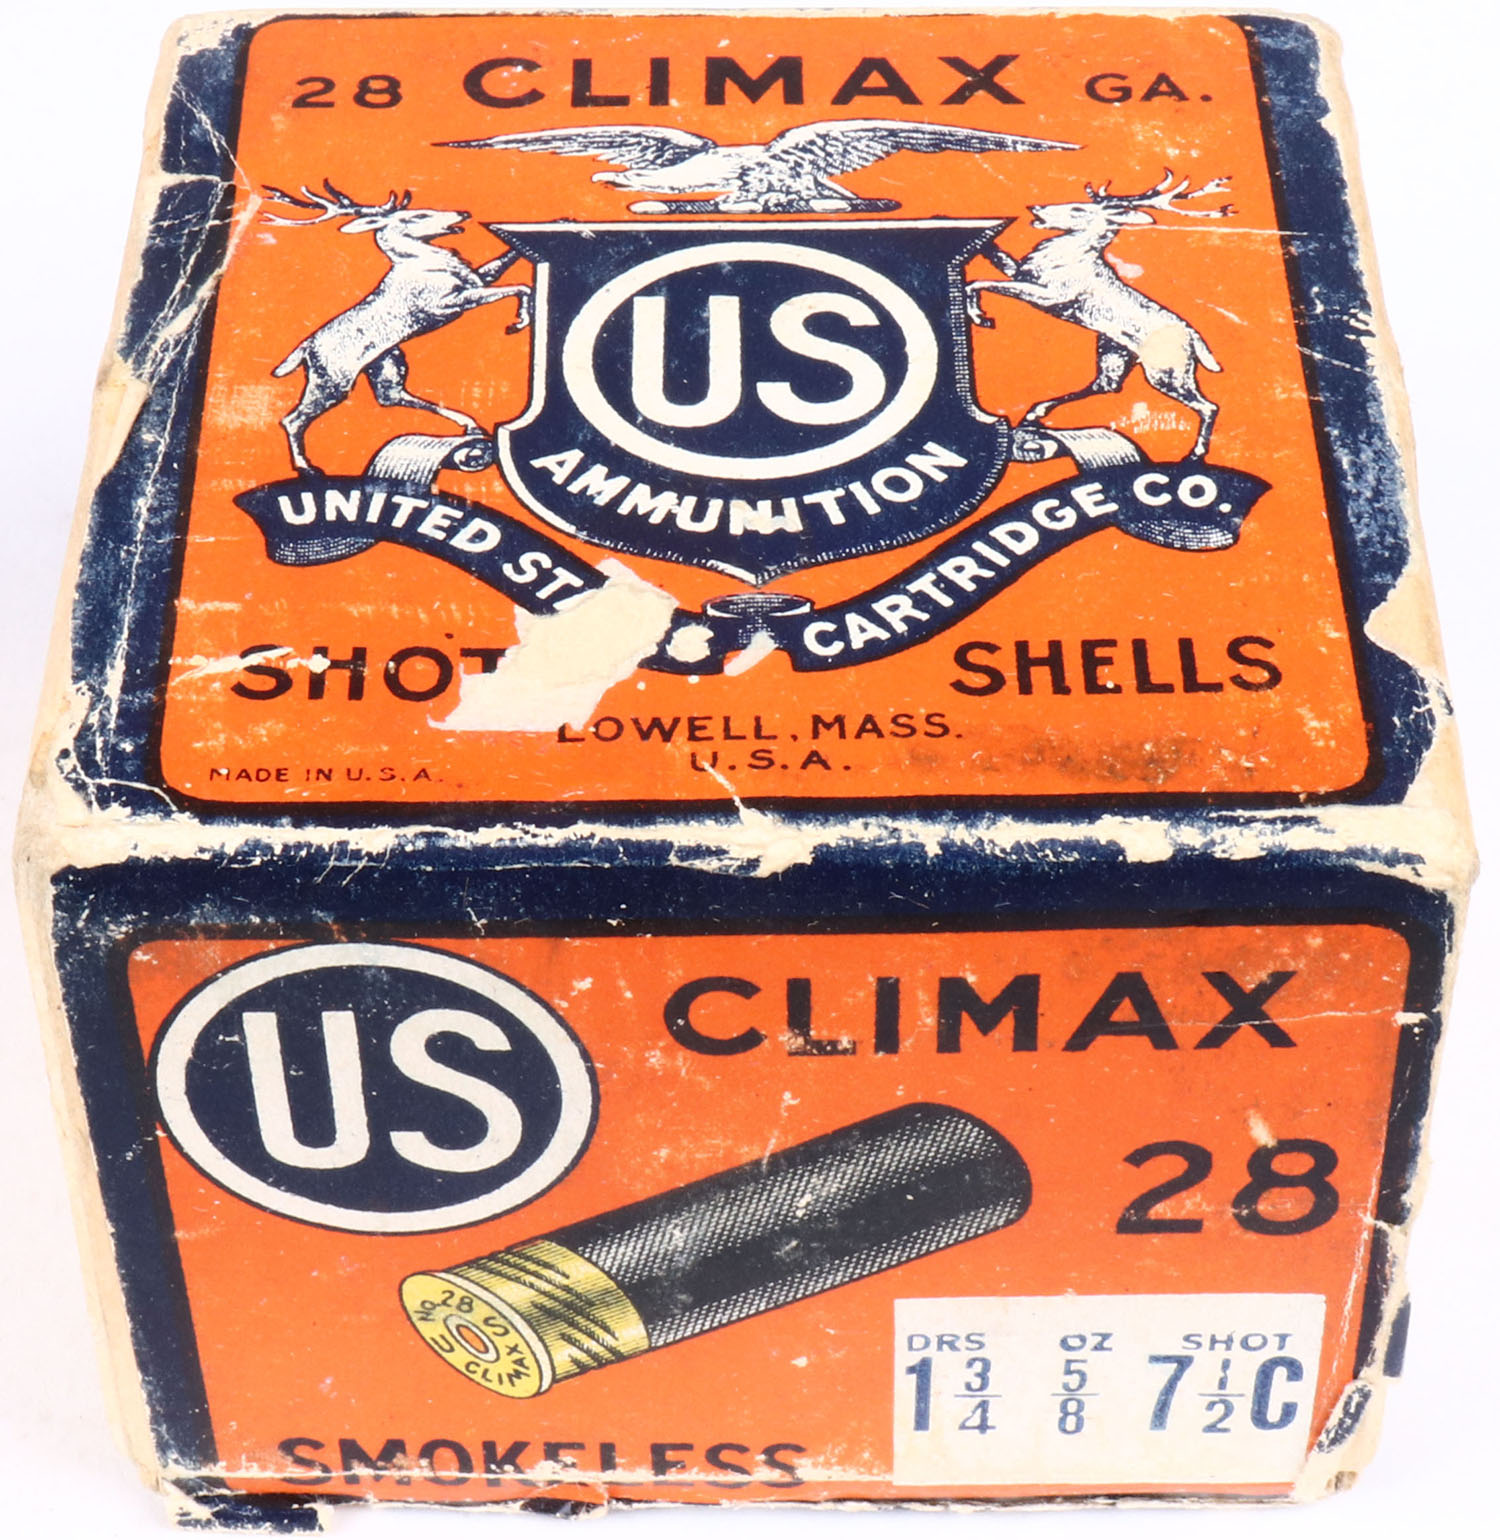 28 CLIMAX GA.
US
AMMUNITION
UNITED ST S CARTRIDGE CO.
SHOT SHELLS
LOWELL, MASS.
U.S.A.
MADE IN U.S.A.
US
CLIMAX
28
No. 28 U S
CLIMAX
DRS OZ SHOT
1 3/4 5/8 7 1/2 C
SMOKELESS